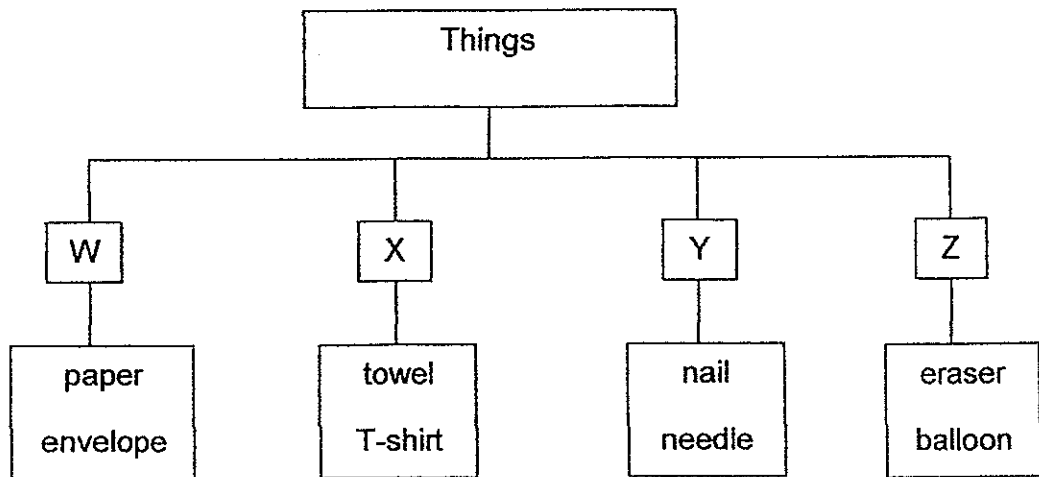 Things
W
X
Y
Z
paper
envelope
towel
T-shirt
nail
needle
eraser
balloon